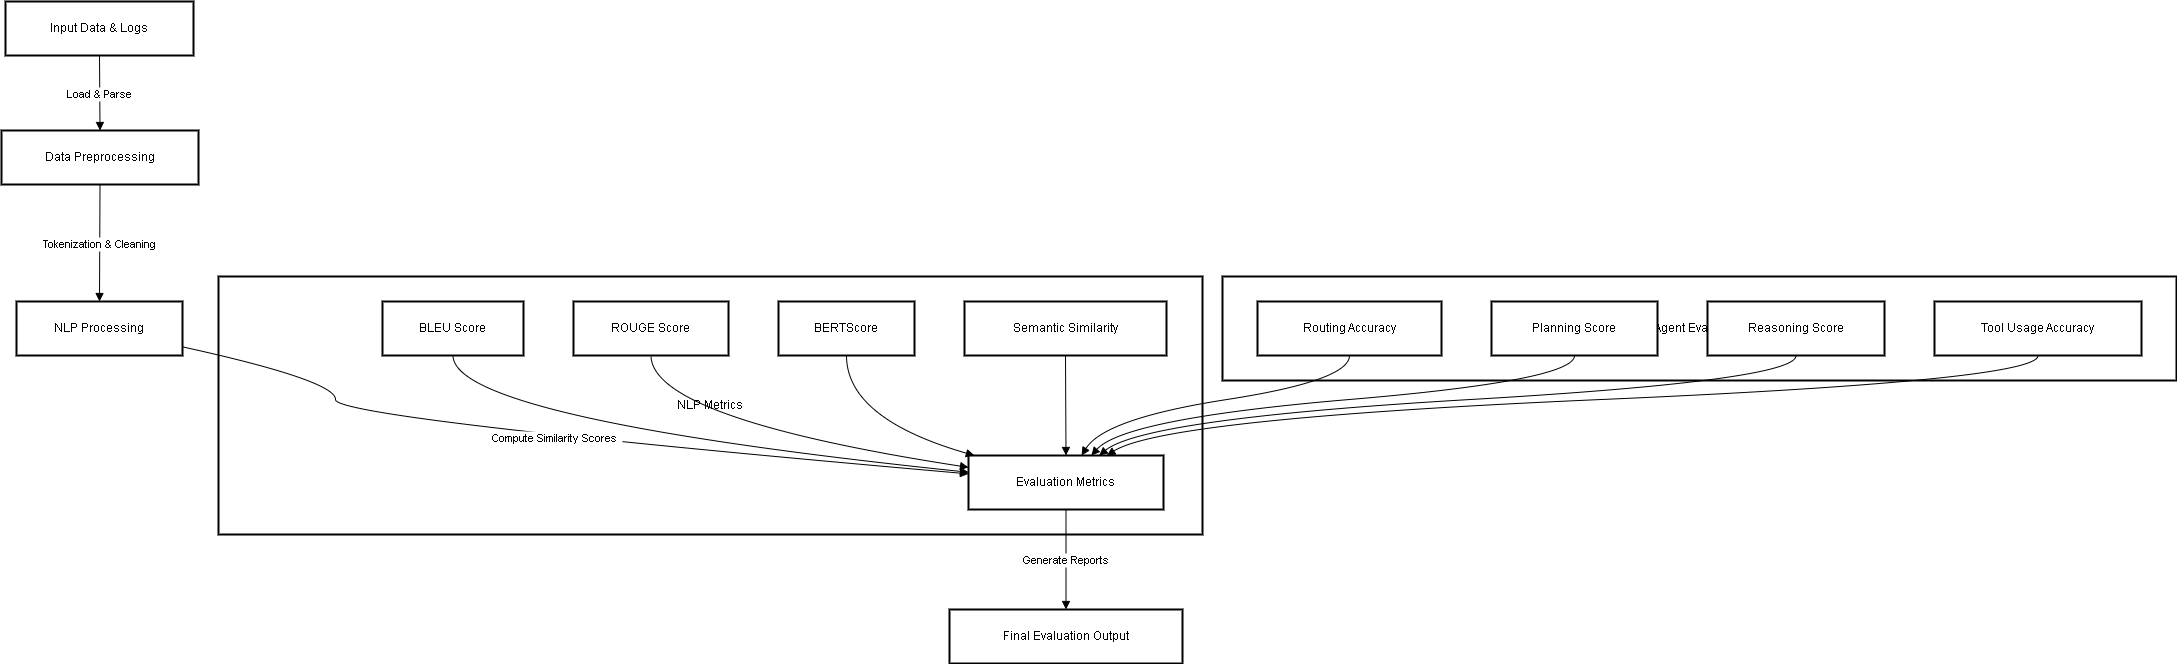 Input Data & Logs
Load & Parse
Data Preprocessing
Tokenization & Cleaning
NLP Processing
BLEU Score
ROUGE Score
BERTScore
Semantic Similarity
Routing Accuracy
Planning Score
Agent Eva
Reasoning Score
Tool Usage Accuracy
NLP Metrics
Compute Similarity Scores
Evaluation Metrics
Generate Reports
Final Evaluation Output